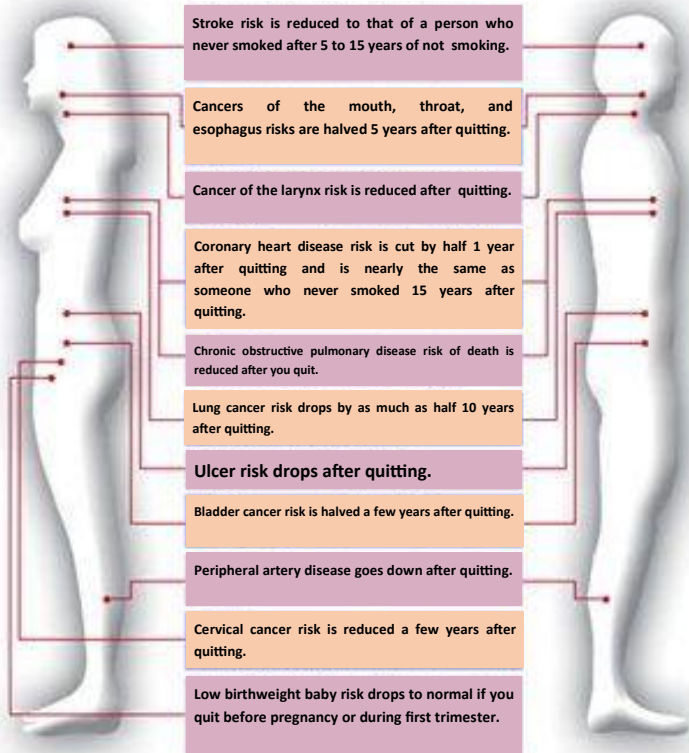 Stroke risk is reduced to that of a person who
never smoked after 5 to 15 years of not smoking.
Cancers of the mouth, throat, and
esophagus risks are halved 5 years after quitting.
Cancer of the larynx risk is reduced after quitting.
Coronary heart disease risk is cut by half 1 year
after quitting and is nearly the same as
someone who never smoked 15 years after
quitting.
Chronic obstructive pulmonary disease risk of death is
reduced after you quit.
Lung cancer risk drops by as much as half 10 years
after quitting.
Ulcer risk drops after quitting.
Bladder cancer risk is halved a few years after quitting.
Peripheral artery disease goes down after quitting.
Cervical cancer risk is reduced a few years after
quitting.
Low birthweight baby risk drops to normal if you
quit before pregnancy or during first trimester.